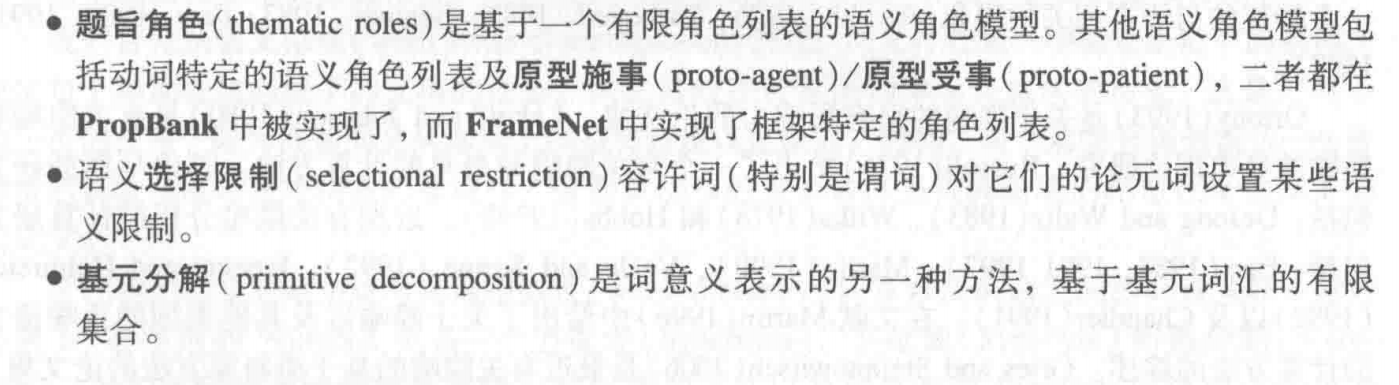 ● 题旨角色(thematic roles)是基于一个有限角色列表的语义角色模型。其他语义角色模型包
括动词特定的语义角色列表及原型施事(proto-agent)/原型受事(proto-patient)，二者都在
PropBank 中被实现了，而 FrameNet 中实现了框架特定的角色列表。
● 语义选择限制(selectional restriction)容许词(特别是谓词)对它们的论元词设置某些语
义限制。
● 基元分解(primitive decomposition)是词意义表示的另一种方法，基于基元词汇的有限
集合。